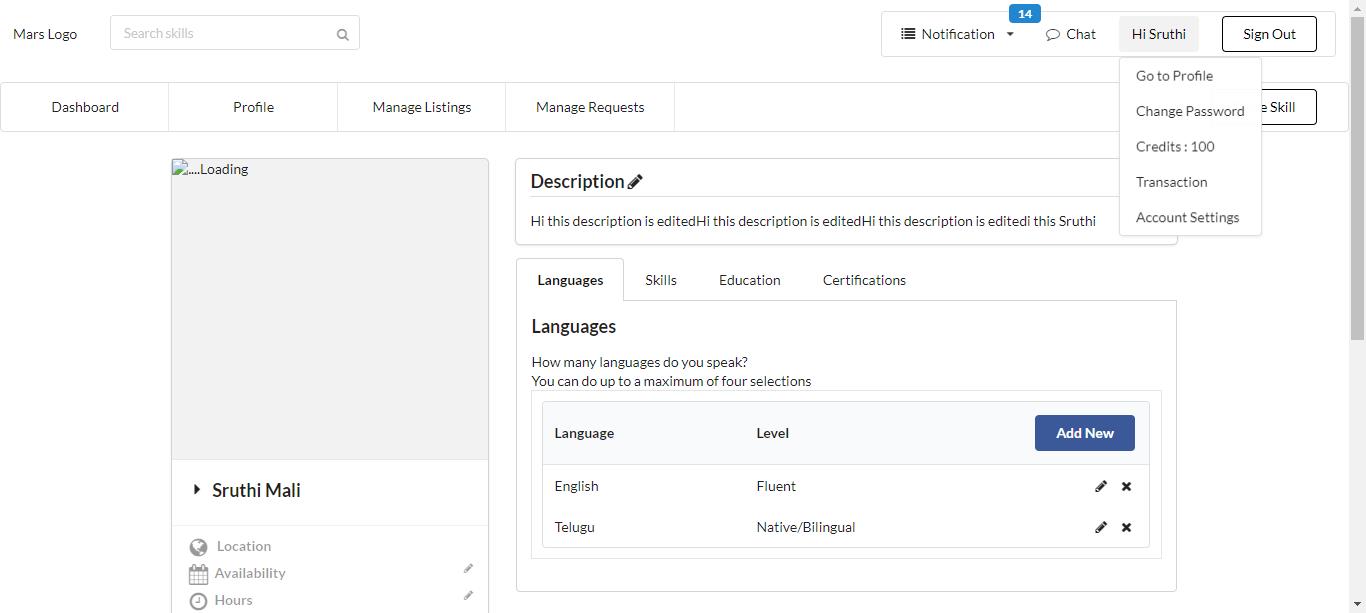 Mars Logo
Search skills
14
Notification
Chat
Hi Sruthi
Sign Out
Go to Profile
Change Password
Credits : 100
Transaction
Account Settings
Dashboard
Profile
Manage Listings
Manage Requests
Skill
....Loading
Description
Hi this description is editedHi this description is editedHi this description is editedi this Sruthi
Languages
Skills
Education
Certifications
Languages
How many languages do you speak?
You can do up to a maximum of four selections
Language Level Add New
English Fluent
Telugu Native/Bilingual
Sruthi Mali
Location
Availability
Hours